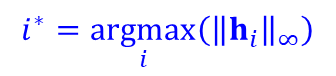 i* = argmax(‖h_i‖_∞)
i